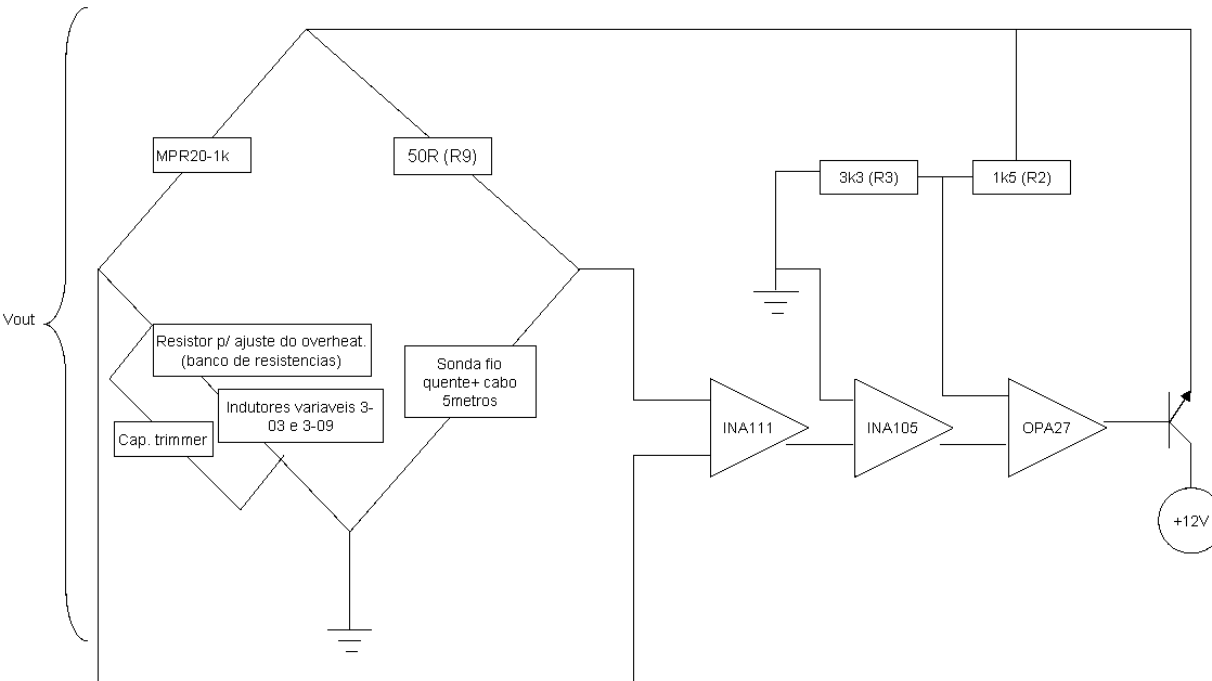 MPR20-1k
50R (R9)
3k3 (R3)
1k5 (R2)
Vout
Resistor p/ ajuste do overheat.
(banco de resistencias)
Sonda fio
quente+ cabo
5metros
Indutores variaveis 3-
03 e 3-09
Cap. trimmer
INA111
INA105
OPA27
+12V